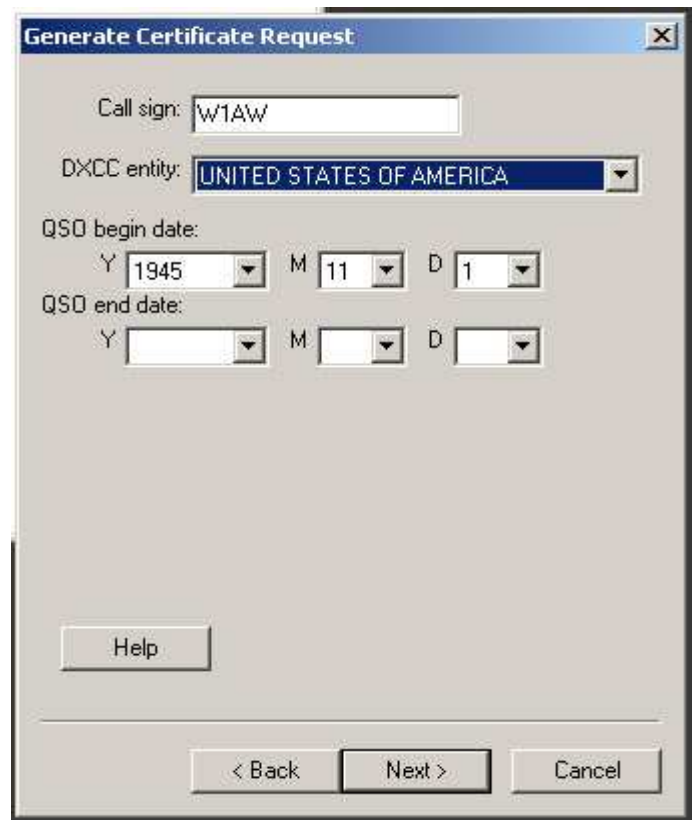 Generate Certificate Request
Call sign: W1AW
DXCC entity: UNITED STATES OF AMERICA
QSO begin date:
Y 1945 M 11 D 1
QSO end date:
Y M D
Help
< Back Next > Cancel